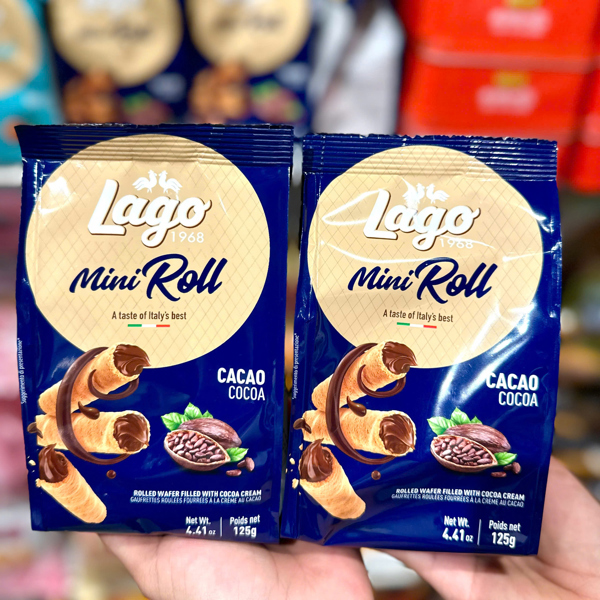 Lago
1968
Mini Roll
A taste of Italy's best
CACAO
COCOA
ROLLED WAFER FILLED WITH COCOA CREAM
GAUFRETTES ROULÉES FOURRÉES À LA CRÈME AU CACAO
Net Wt. Poids net
4.41 oz 125g
Lago
1968
Mini Roll
A taste of Italy's best
CACAO
COCOA
ROLLED WAFER FILLED WITH COCOA CREAM
GAUFRETTES ROULÉES FOURRÉES À LA CRÈME AU CACAO
Net Wt. Poids net
4.41 oz 125g